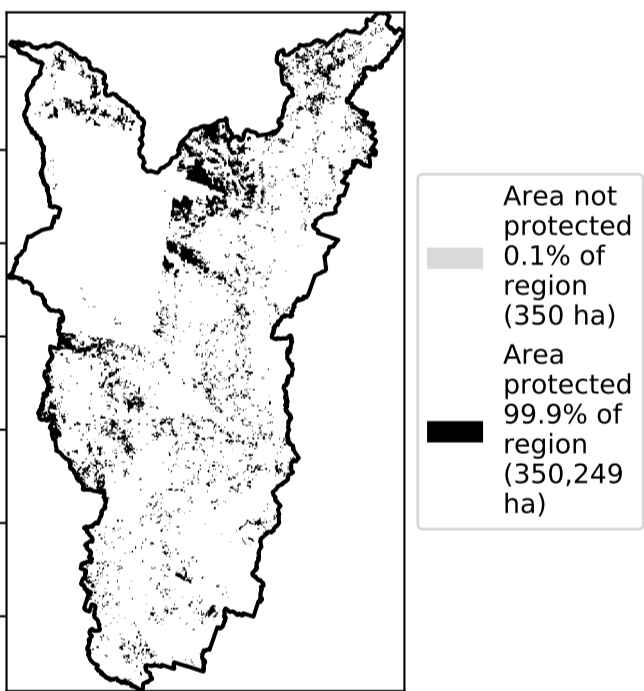 Area not
protected
0.1% of
region
(350 ha)
Area
protected
99.9% of
region
(350,249
ha)